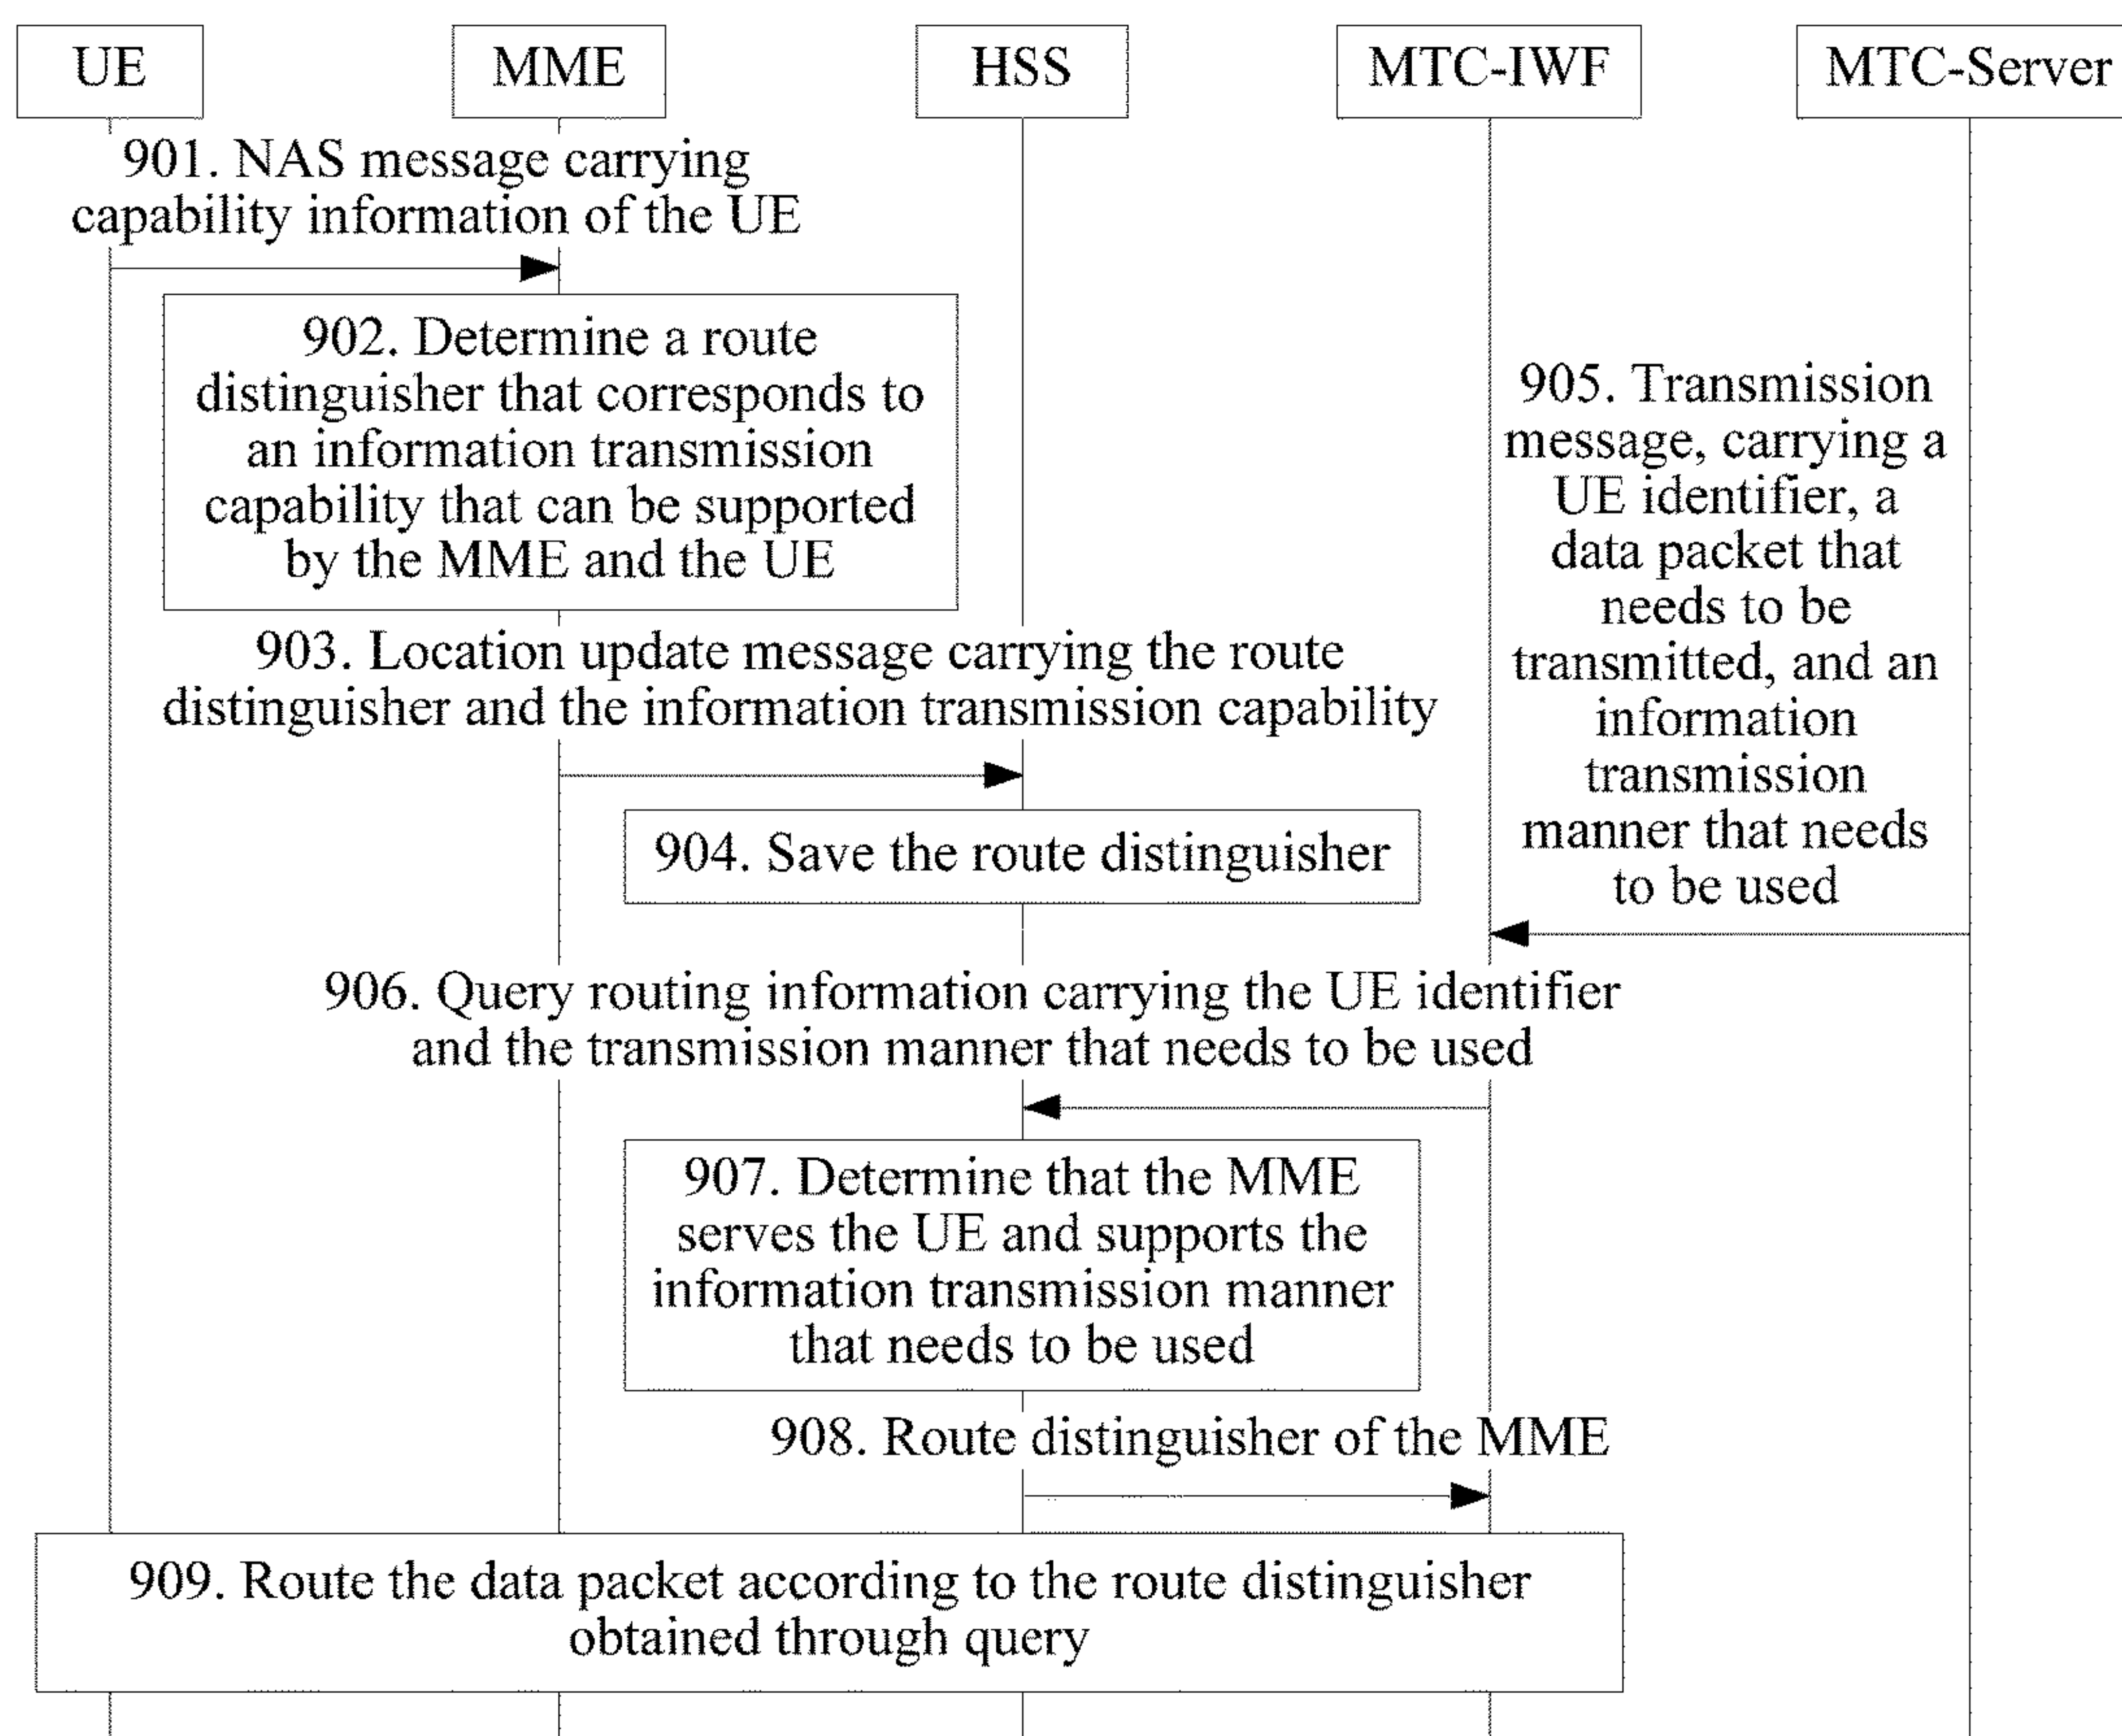 UE
MME
HSS
MTC-IWF
MTC-Server
901. NAS message carrying
capability information of the UE
902. Determine a route
distinguisher that corresponds to
an information transmission
capability that can be supported
by the MME and the UE
903. Location update message carrying the route
distinguisher and the information transmission capability
904. Save the route distinguisher
905. Transmission
message, carrying a
UE identifier, a
data packet that
needs to be
transmitted, and an
information
transmission
manner that needs
to be used
906. Query routing information carrying the UE identifier
and the transmission manner that needs to be used
907. Determine that the MME
serves the UE and supports the
information transmission manner
that needs to be used
908. Route distinguisher of the MME
909. Route the data packet according to the route distinguisher
obtained through query